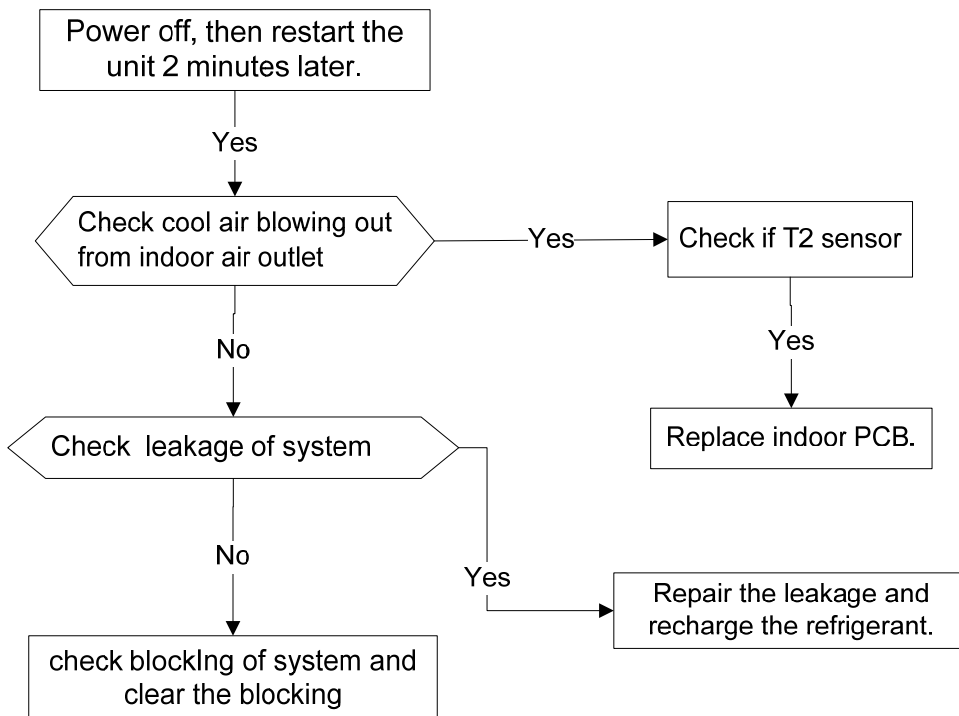 Power off, then restart the
unit 2 minutes later.
Yes
Check cool air blowing out
from indoor air outlet
Yes
Check if T2 sensor
Yes
Replace indoor PCB.
No
Check leakage of system
Yes
Repair the leakage and
recharge the refrigerant.
No
check blockIng of system and
clear the blocking